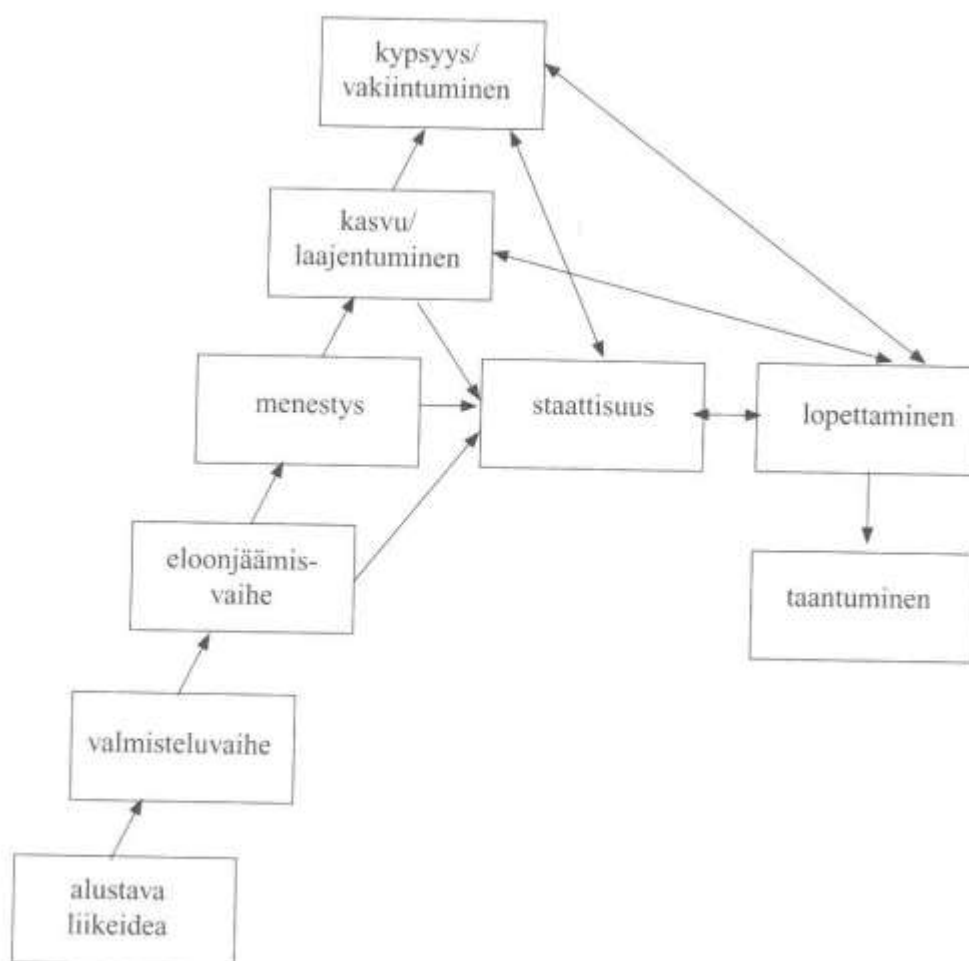 kypsyys/
vakiintuminen
kasvu/
laajentuminen
menestys
staattisuus
lopettaminen
eloonjäämis-
vaihe
taantuminen
valmisteluvaihe
alustava
liikeidea